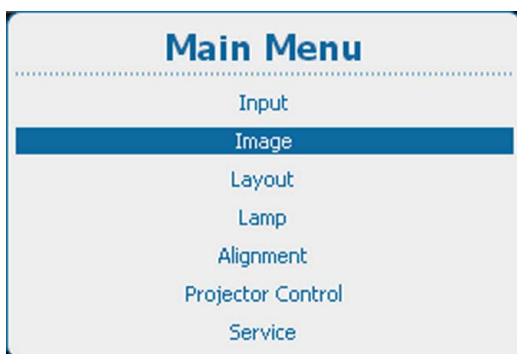 Main Menu
Input
Image
Layout
Lamp
Alignment
Projector Control
Service